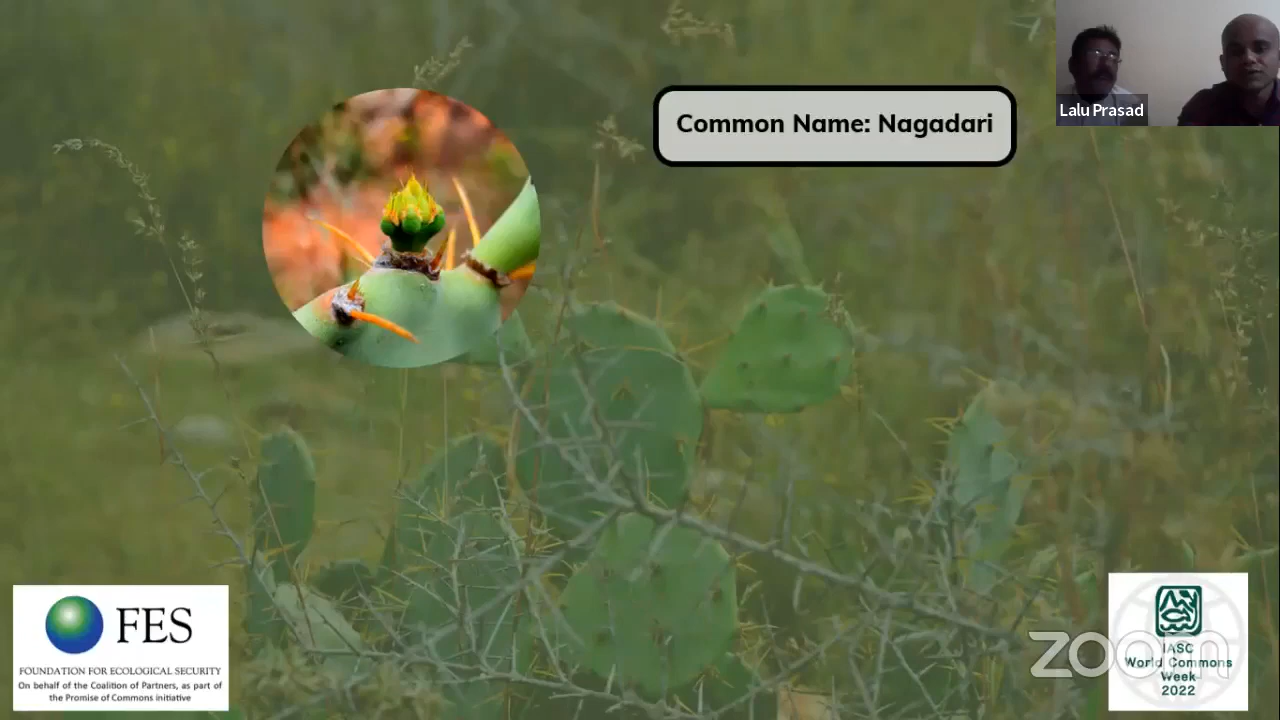 Common Name: Nagadari
Lalu Prasad
FES
FOUNDATION FOR ECOLOGICAL SECURITY
On behalf of the Coalition of Partners, as part of
the Promise of Commons initiative
zoom
IASC
World Commons
Week
2022